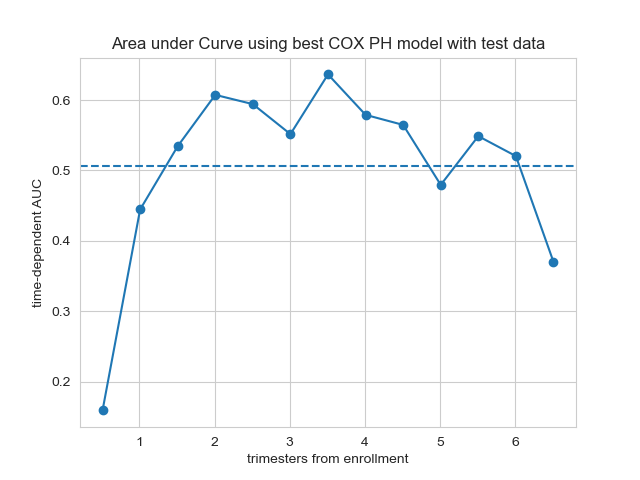 Area under Curve using best COX PH model with test data
time-dependent AUC
0.6
0.5
0.4
0.3
0.2
1 2 3 4 5 6
trimesters from enrollment